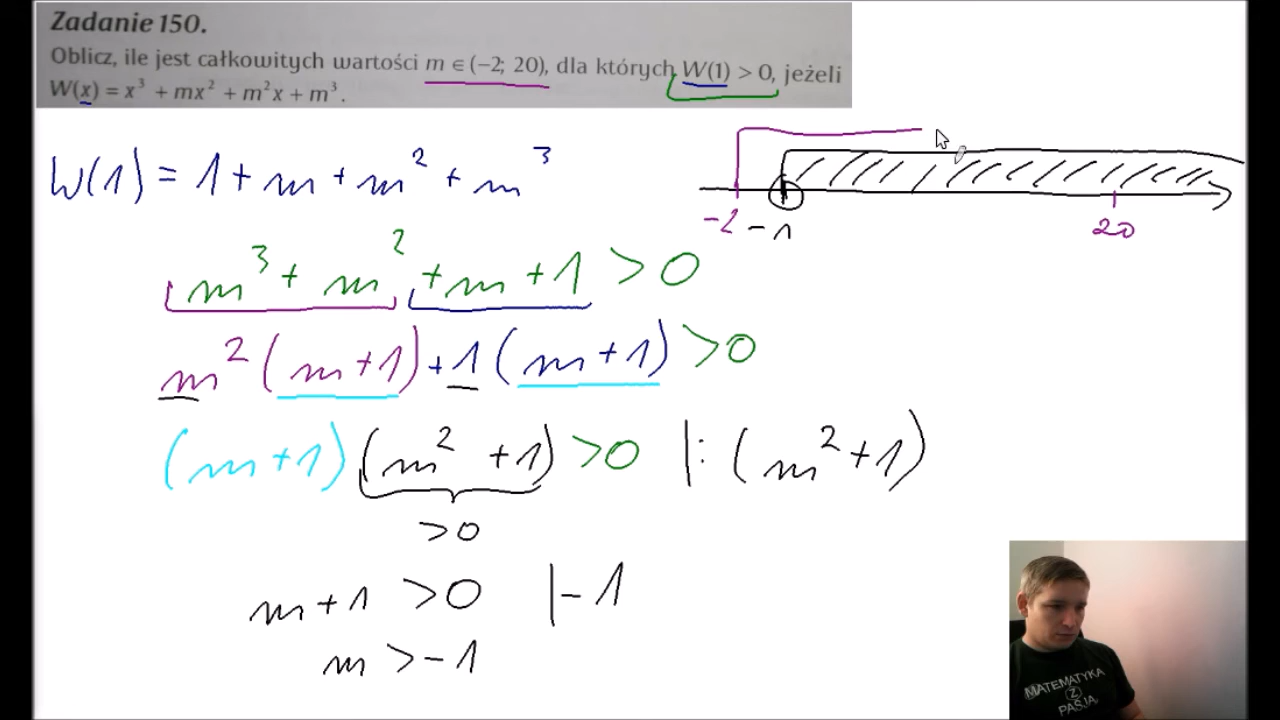 Zadanie 150.
Oblicz, ile jest całkowitych wartości m ∈ (−2; 20), dla których W(1) > 0, jeżeli
W(x) = x³ + mx² + m²x + m³.
W(1) = 1 + m + m² + m³
-2 -1 20
m³ + m² + m + 1 > 0
m² (m+1) + 1 (m+1) > 0
(m+1) (m² +1) > 0 |: (m² +1)
>0
m+1 >0 |-1
m > -1
MATEMATYKA
Z
PASJĄ